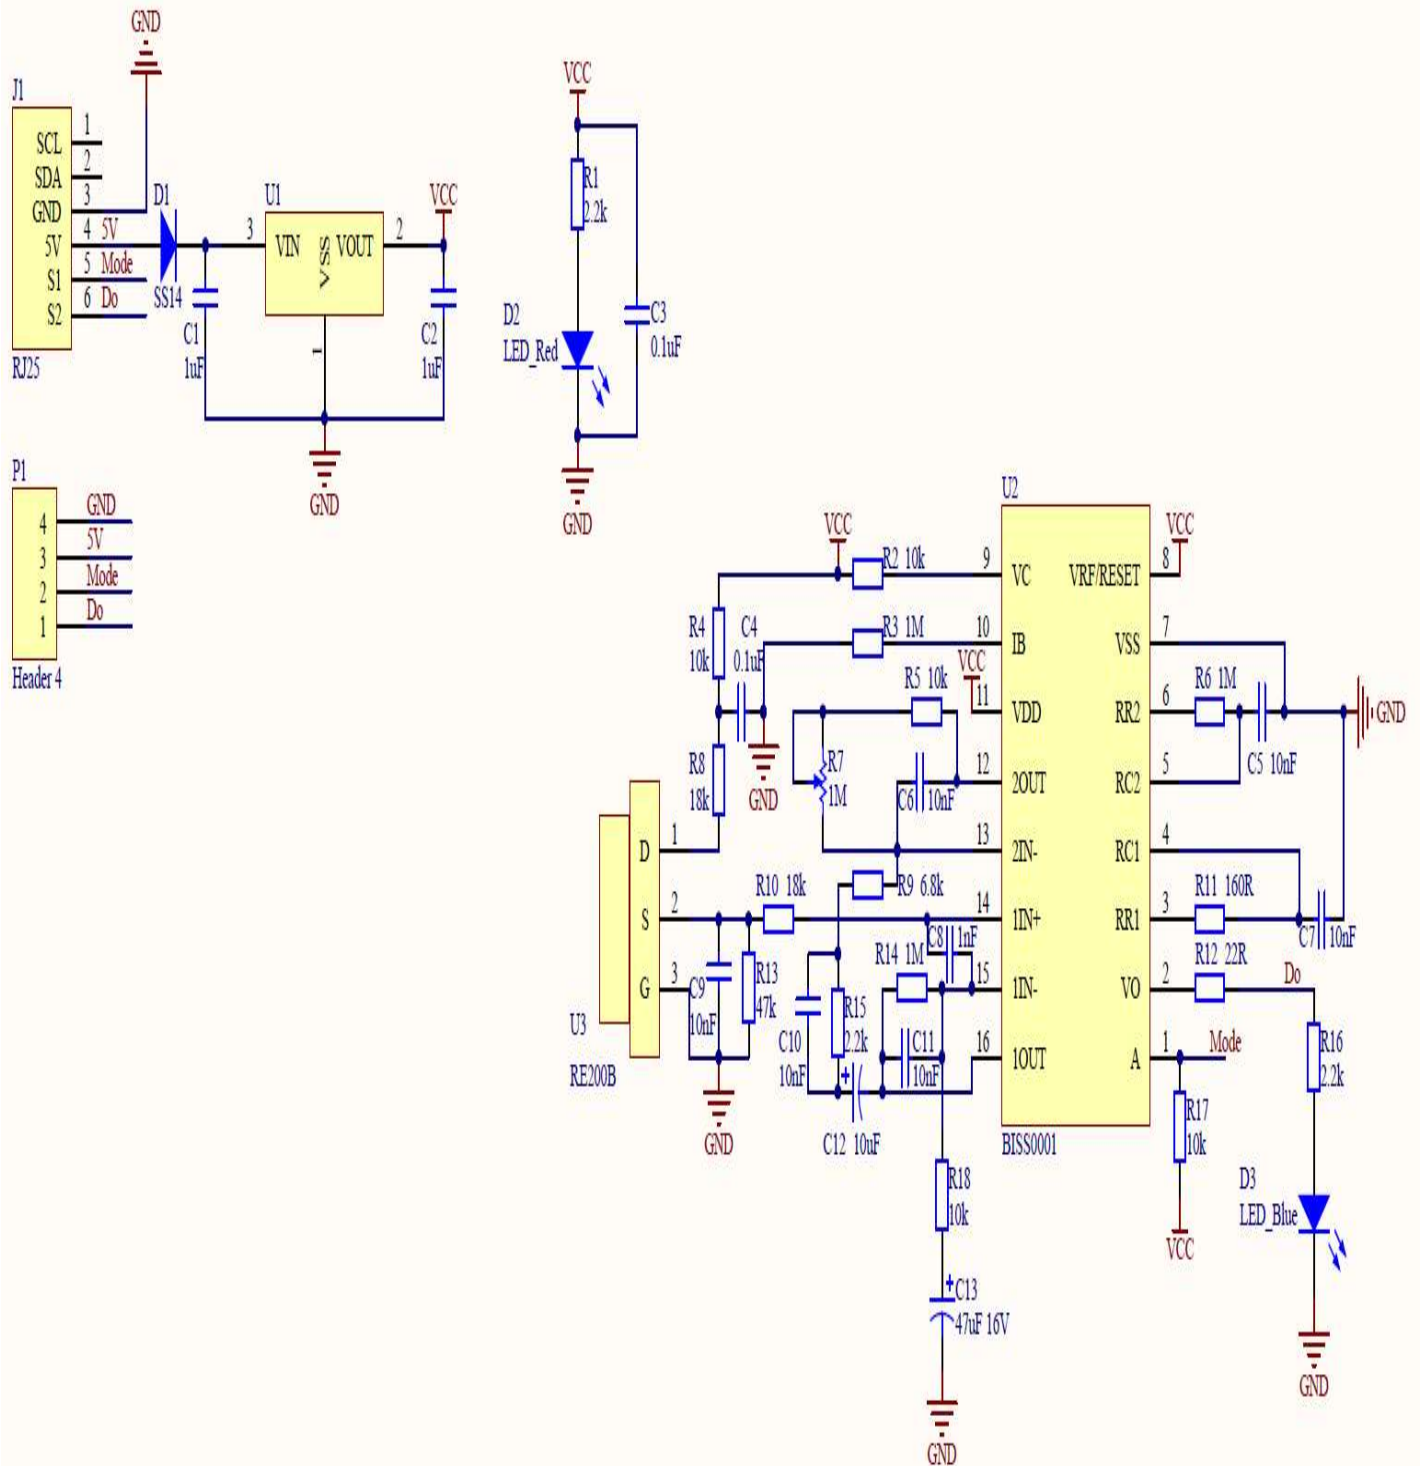 GND
J1
SCL 1
SDA 2
GND 3
5V 4 5V
S1 5 Mode
S2 6 Do
RJ25
D1
SS14
C1
1uF
U1
3 VIN VSS VOUT 2
1
VCC
C2
1uF
GND
VCC
R1
2.2k
D2
LED_Red
C3
0.1uF
GND
P1
4 GND
3 5V
2 Mode
1 Do
Header 4
U2
VCC
R2 10k
9 VC
VRF/RESET 8
VCC
R4
10k
C4
0.1uF
R3 1M
10 IB
VSS 7
VCC
R5 10k
11 VDD
RR2 6
R6 1M
GND
C5 10nF
R8
18k
GND
R7
1M
C6 10nF
12 2OUT
RC2 5
D 1
13 2IN-
RC1 4
R9 6.8k
R10 18k
S 2
14 1IN+
RR1 3
R11 160R
C7 10nF
C8 1nF
R14 1M
G 3
C9
10nF
R13
47k
15 1IN-
VO 2
R12 22R
Do
U3
RE200B
C10
10nF
R15
2.2k
C11
10nF
16 1OUT
A 1
Mode
R16
2.2k
+
C12 10uF
GND
BISS0001
R17
10k
VCC
R18
10k
D3
LED_Blue
+
C13
47uF 16V
GND
GND